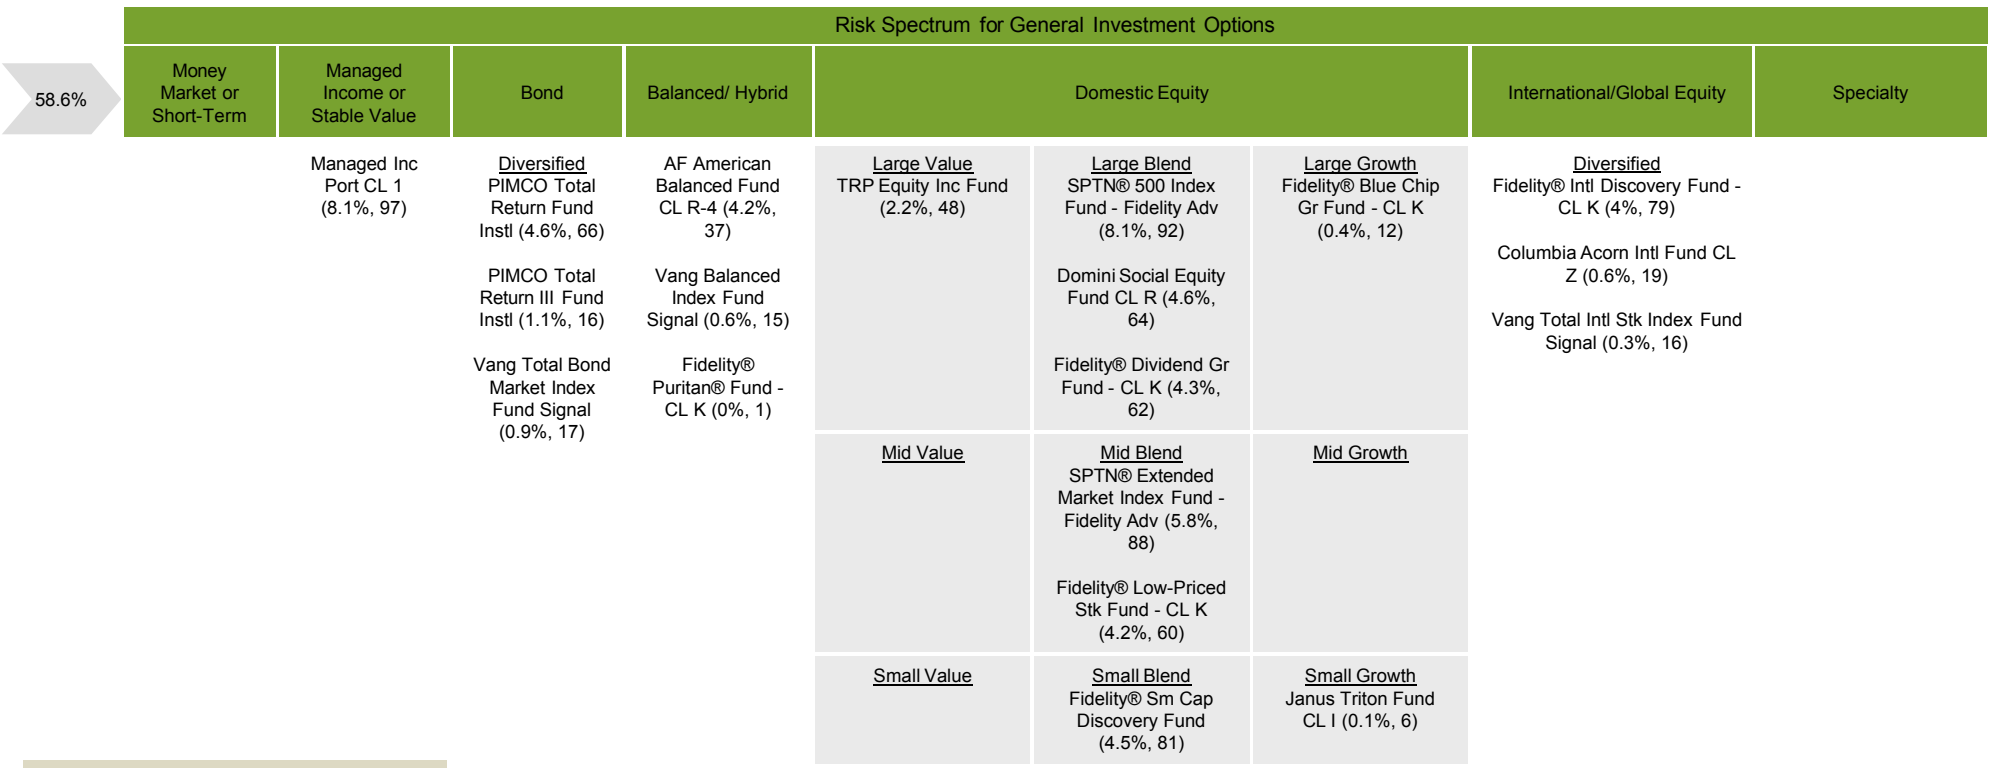 Risk Spectrum for General Investment Options
58.6%
Money
Market or
Short-Term
Managed
Income or
Stable Value
Bond
Balanced/ Hybrid
Domestic Equity
International/Global Equity
Specialty
Managed Inc
Port CL 1
(8.1%, 97)
Diversified
PIMCO Total
Return Fund
Instl (4.6%, 66)
PIMCO Total
Return III Fund
Instl (1.1%, 16)
Vang Total Bond
Market Index
Fund Signal
(0.9%, 17)
AF American
Balanced Fund
CL R-4 (4.2%,
37)
Vang Balanced
Index Fund
Signal (0.6%, 15)
Fidelity®
Puritan® Fund -
CL K (0%, 1)
Large Value
TRP Equity Inc Fund
(2.2%, 48)
Large Blend
SPTN® 500 Index
Fund - Fidelity Adv
(8.1%, 92)
Domini Social Equity
Fund CL R (4.6%,
64)
Fidelity® Dividend Gr
Fund - CL K (4.3%,
62)
Large Growth
Fidelity® Blue Chip
Gr Fund - CL K
(0.4%, 12)
Mid Value
Mid Blend
SPTN® Extended
Market Index Fund -
Fidelity Adv (5.8%,
88)
Fidelity® Low-Priced
Stk Fund - CL K
(4.2%, 60)
Mid Growth
Small Value
Small Blend
Fidelity® Sm Cap
Discovery Fund
(4.5%, 81)
Small Growth
Janus Triton Fund
CL I (0.1%, 6)
Diversified
Fidelity® Intl Discovery Fund -
CL K (4%, 79)
Columbia Acorn Intl Fund CL
Z (0.6%, 19)
Vang Total Intl Stk Index Fund
Signal (0.3%, 16)